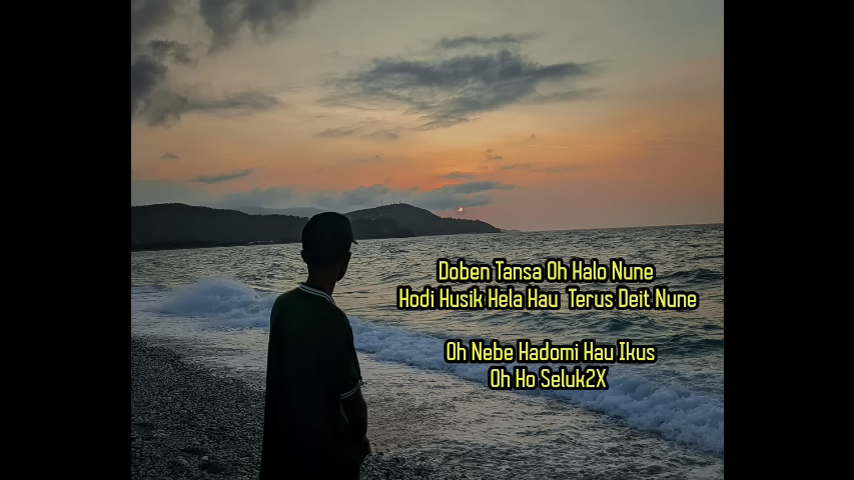 Doben Tansa Oh Halo Nune
Hodi Husik Hela Hau Terus Deit Nune
Oh Nebe Hadomi Hau Ikus
Oh Ho Seluk2X